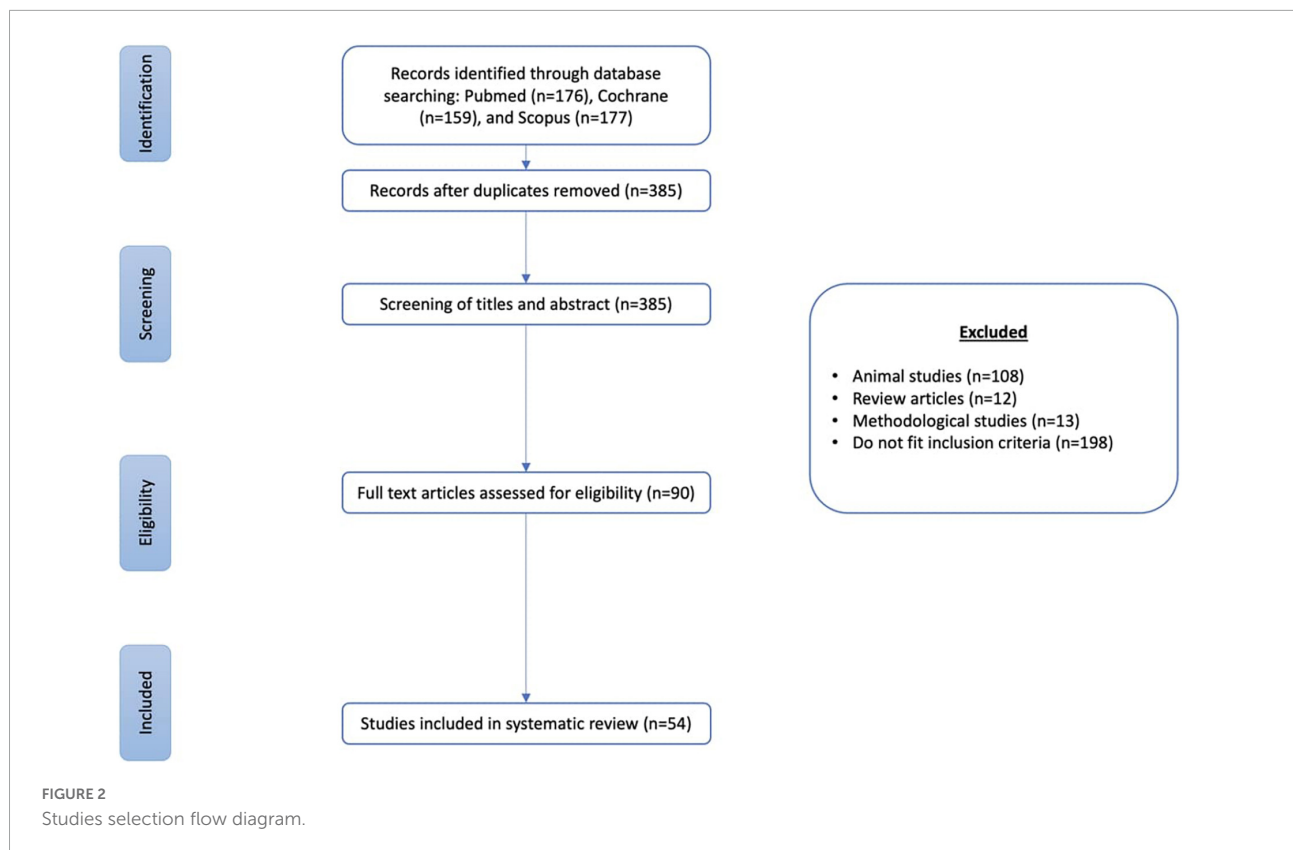 Identification
Records identified through database
searching: Pubmed (n=176), Cochrane
(n=159), and Scopus (n=177)
Records after duplicates removed (n=385)
Screening
Screening of titles and abstract (n=385)
Excluded
• Animal studies (n=108)
• Review articles (n=12)
• Methodological studies (n=13)
• Do not fit inclusion criteria (n=198)
Eligibility
Full text articles assessed for eligibility (n=90)
Included
Studies included in systematic review (n=54)
FIGURE 2
Studies selection flow diagram.